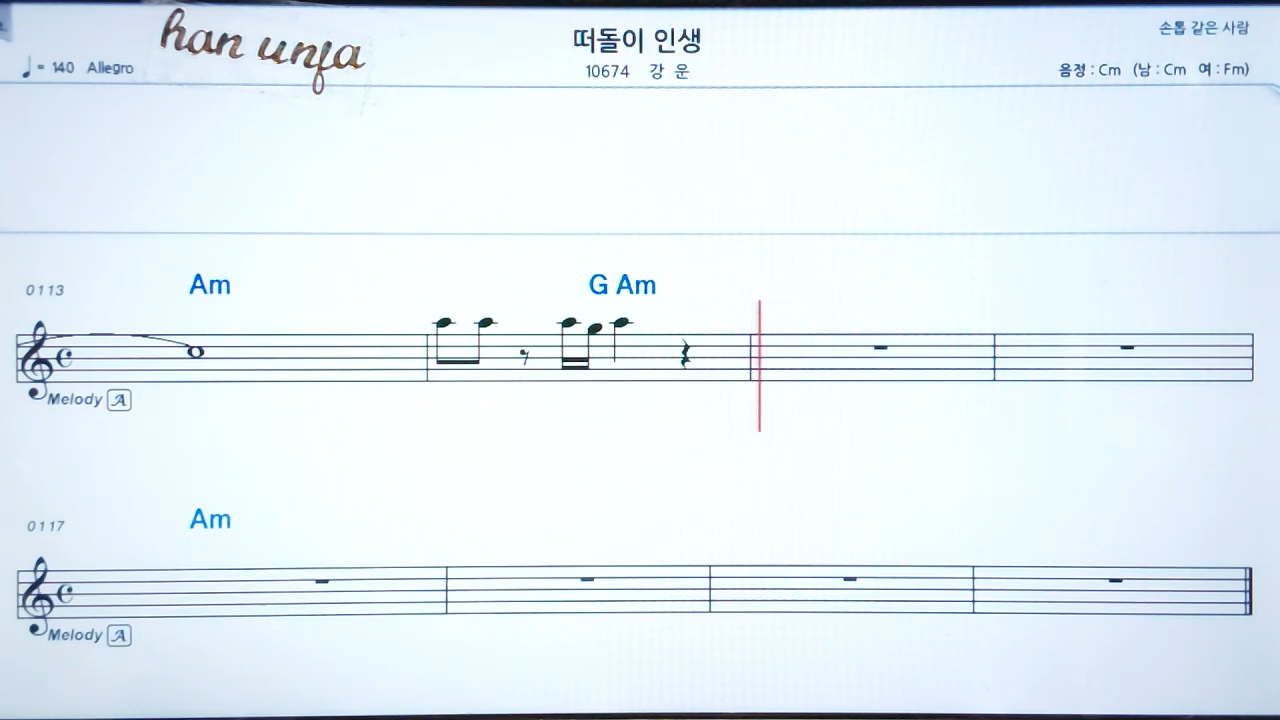 han unfa
떠돌이 인생
손톱 같은 사람
♩= 140 Allegro
10674 강 운
음정 : Cm (남 : Cm 여 : Fm)
Am G Am
0113
Melody A
Am
0117
Melody A